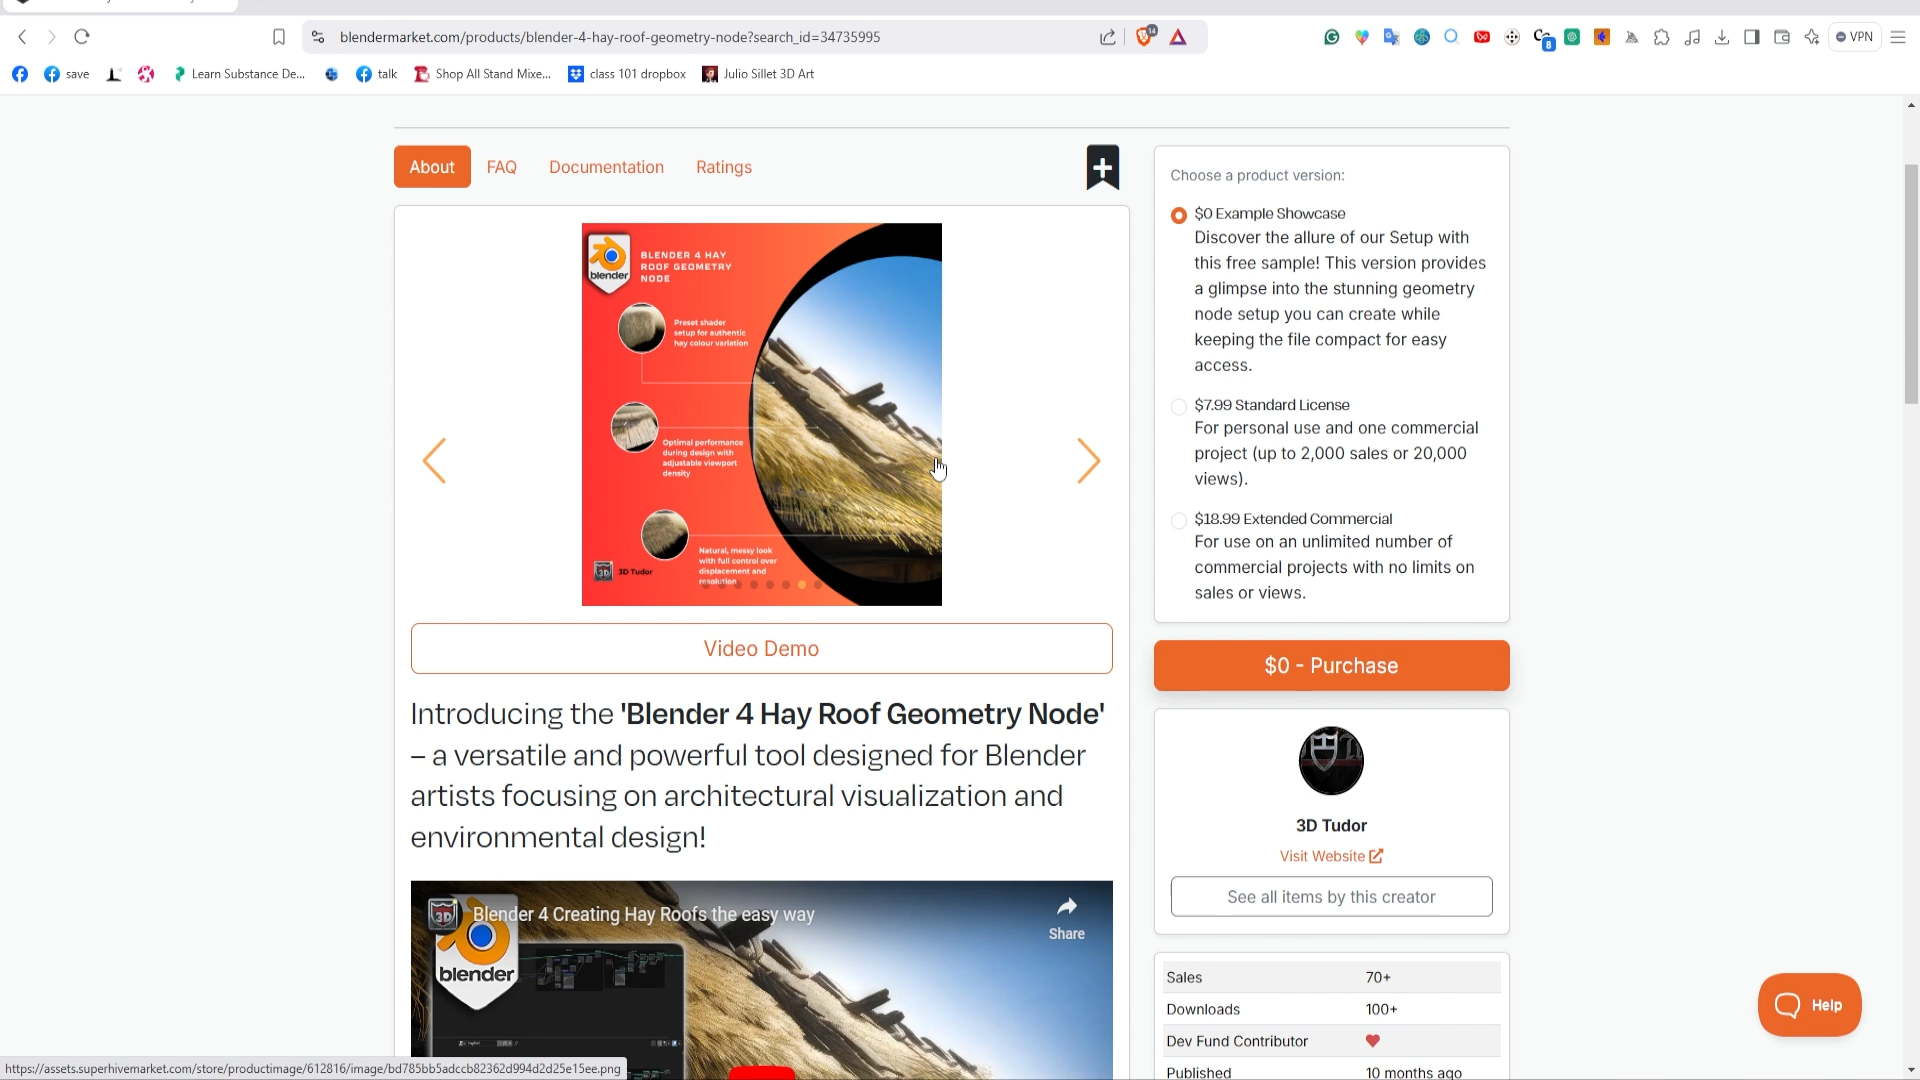 blendermarket.com/products/blender-4-hay-roof-geometry-node?search_id=34735995
14
8
VPN
save
Learn Substance De...
talk
Shop All Stand Mixe...
class 101 dropbox
Julio Sillet 3D Art
About
FAQ
Documentation
Ratings
blender
BLENDER 4 HAY
ROOF GEOMETRY
NODE
Preset shader
setup for authentic
hay colour variation
Optimal performance
during design with
adjustable viewport
density
Natural, messy look
with full control over
displacement and
resolution
3D Tudor
Video Demo
Introducing the 'Blender 4 Hay Roof Geometry Node'
– a versatile and powerful tool designed for Blender
artists focusing on architectural visualization and
environmental design!
3D
Blender 4 Creating Hay Roofs the easy way
Share
blender
Choose a product version:
$0 Example Showcase
Discover the allure of our Setup with
this free sample! This version provides
a glimpse into the stunning geometry
node setup you can create while
keeping the file compact for easy
access.
$7.99 Standard License
For personal use and one commercial
project (up to 2,000 sales or 20,000
views).
$18.99 Extended Commercial
For use on an unlimited number of
commercial projects with no limits on
sales or views.
$0 - Purchase
3D Tudor
Visit Website
See all items by this creator
Sales 70+
Downloads 100+
Dev Fund Contributor
Published 10 months ago
Help
https://assets.superhivemarket.com/store/productimage/612816/image/bd785bb5adccb82362d994d2d25e15ee.png